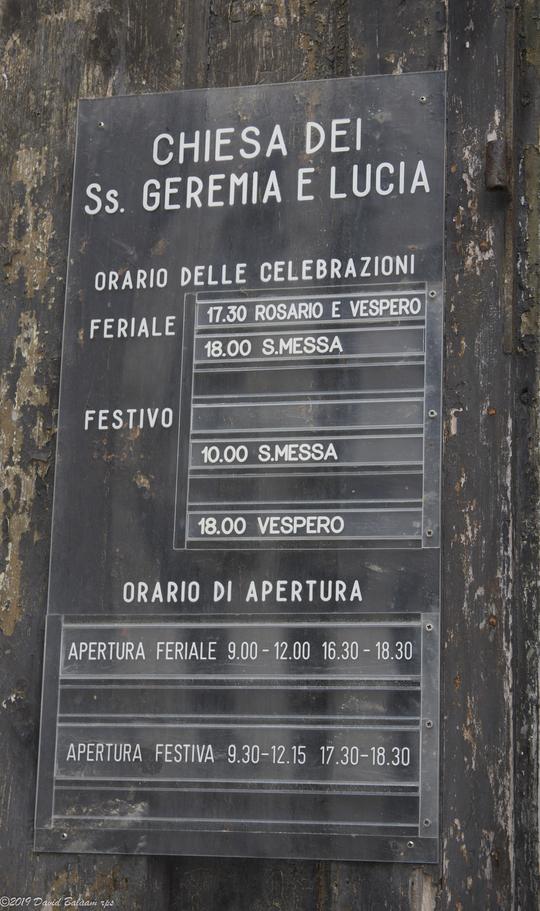 CHIESA DEI
Ss. GEREMIA E LUCIA
ORARIO DELLE CELEBRAZIONI
FERIALE
17.30 ROSARIO E VESPERO
18.00 S.MESSA
FESTIVO
10.00 S.MESSA
18.00 VESPERO
ORARIO DI APERTURA
APERTURA FERIALE 9.00-12.00 16.30-18.30
APERTURA FESTIVA 9.30-12.15 17.30-18.30
©2019 David Balaam rps